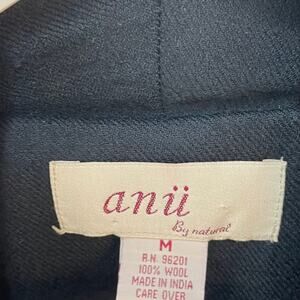 anü
By natural
M
R.N. 96201
100% WOOL
MADE IN INDIA
CARE OVER